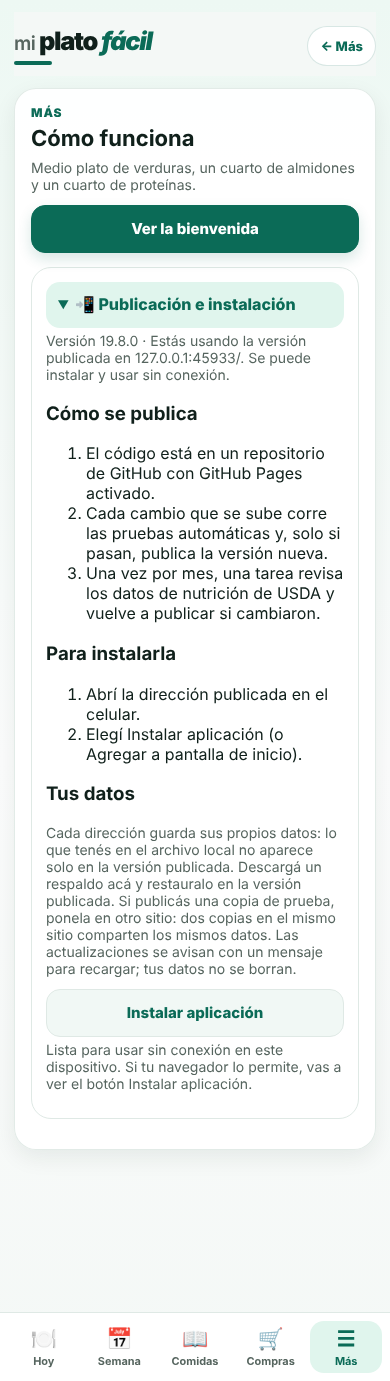 mi plato fácil
← Más
MÁS
Cómo funciona
Medio plato de verduras, un cuarto de almidones
y un cuarto de proteínas.
Ver la bienvenida
▼ 📲 Publicación e instalación
Versión 19.8.0 · Estás usando la versión
publicada en 127.0.0.1:45933/. Se puede
instalar y usar sin conexión.
Cómo se publica
1. El código está en un repositorio
de GitHub con GitHub Pages
activado.
2. Cada cambio que se sube corre
las pruebas automáticas y, solo si
pasan, publica la versión nueva.
3. Una vez por mes, una tarea revisa
los datos de nutrición de USDA y
vuelve a publicar si cambiaron.
Para instalarla
1. Abrí la dirección publicada en el
celular.
2. Elegí Instalar aplicación (o
Agregar a pantalla de inicio).
Tus datos
Cada dirección guarda sus propios datos: lo
que tenés en el archivo local no aparece
solo en la versión publicada. Descargá un
respaldo acá y restauralo en la versión
publicada. Si publicás una copia de prueba,
ponela en otro sitio: dos copias en el mismo
sitio comparten los mismos datos. Las
actualizaciones se avisan con un mensaje
para recargar; tus datos no se borran.
Instalar aplicación
Lista para usar sin conexión en este
dispositivo. Si tu navegador lo permite, vas a
ver el botón Instalar aplicación.
Hoy Semana Comidas Compras Más